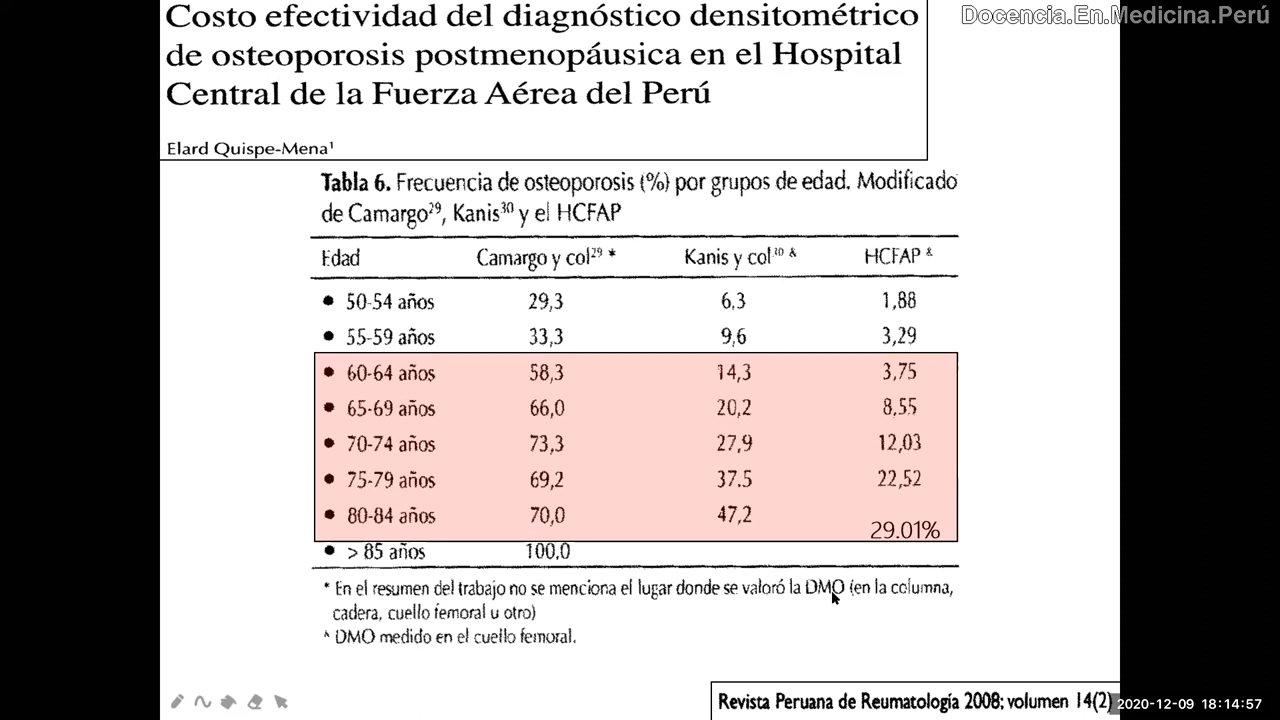 Docencia.En.Medicina.Perú
Costo efectividad del diagnóstico densitométrico
de osteoporosis postmenopáusica en el Hospital
Central de la Fuerza Aérea del Perú
Elard Quispe-Mena¹
Tabla 6. Frecuencia de osteoporosis (%) por grupos de edad. Modificado
de Camargo²⁹, Kanis³⁰ y el HCFAP
Edad Camargo y col²⁹ * Kanis y col³⁰ & HCFAP &
• 50-54 años 29,3 6,3 1,88
• 55-59 años 33,3 9,6 3,29
• 60-64 años 58,3 14,3 3,75
• 65-69 años 66,0 20,2 8,55
• 70-74 años 73,3 27,9 12,03
• 75-79 años 69,2 37.5 22,52
• 80-84 años 70,0 47,2 29.01%
• > 85 años 100,0
* En el resumen del trabajo no se menciona el lugar donde se valoró la DMO (en la columna,
cadera, cuello femoral u otro)
& DMO medido en el cuello femoral.
Revista Peruana de Reumatología 2008; volumen 14(2)
2020-12-09 18:14:57